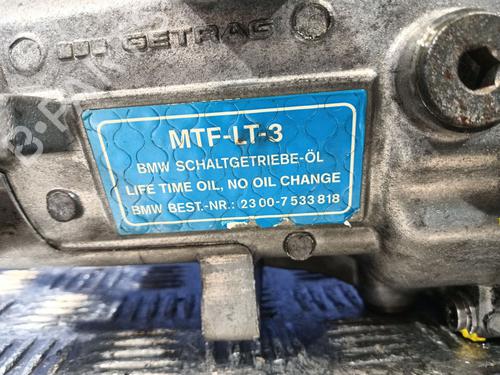 GETRAG
MTF-LT-3
BMW SCHALTGETRIEBE-ÖL
LIFE TIME OIL, NO OIL CHANGE
BMW BEST.-NR.: 23 00-7 533 818